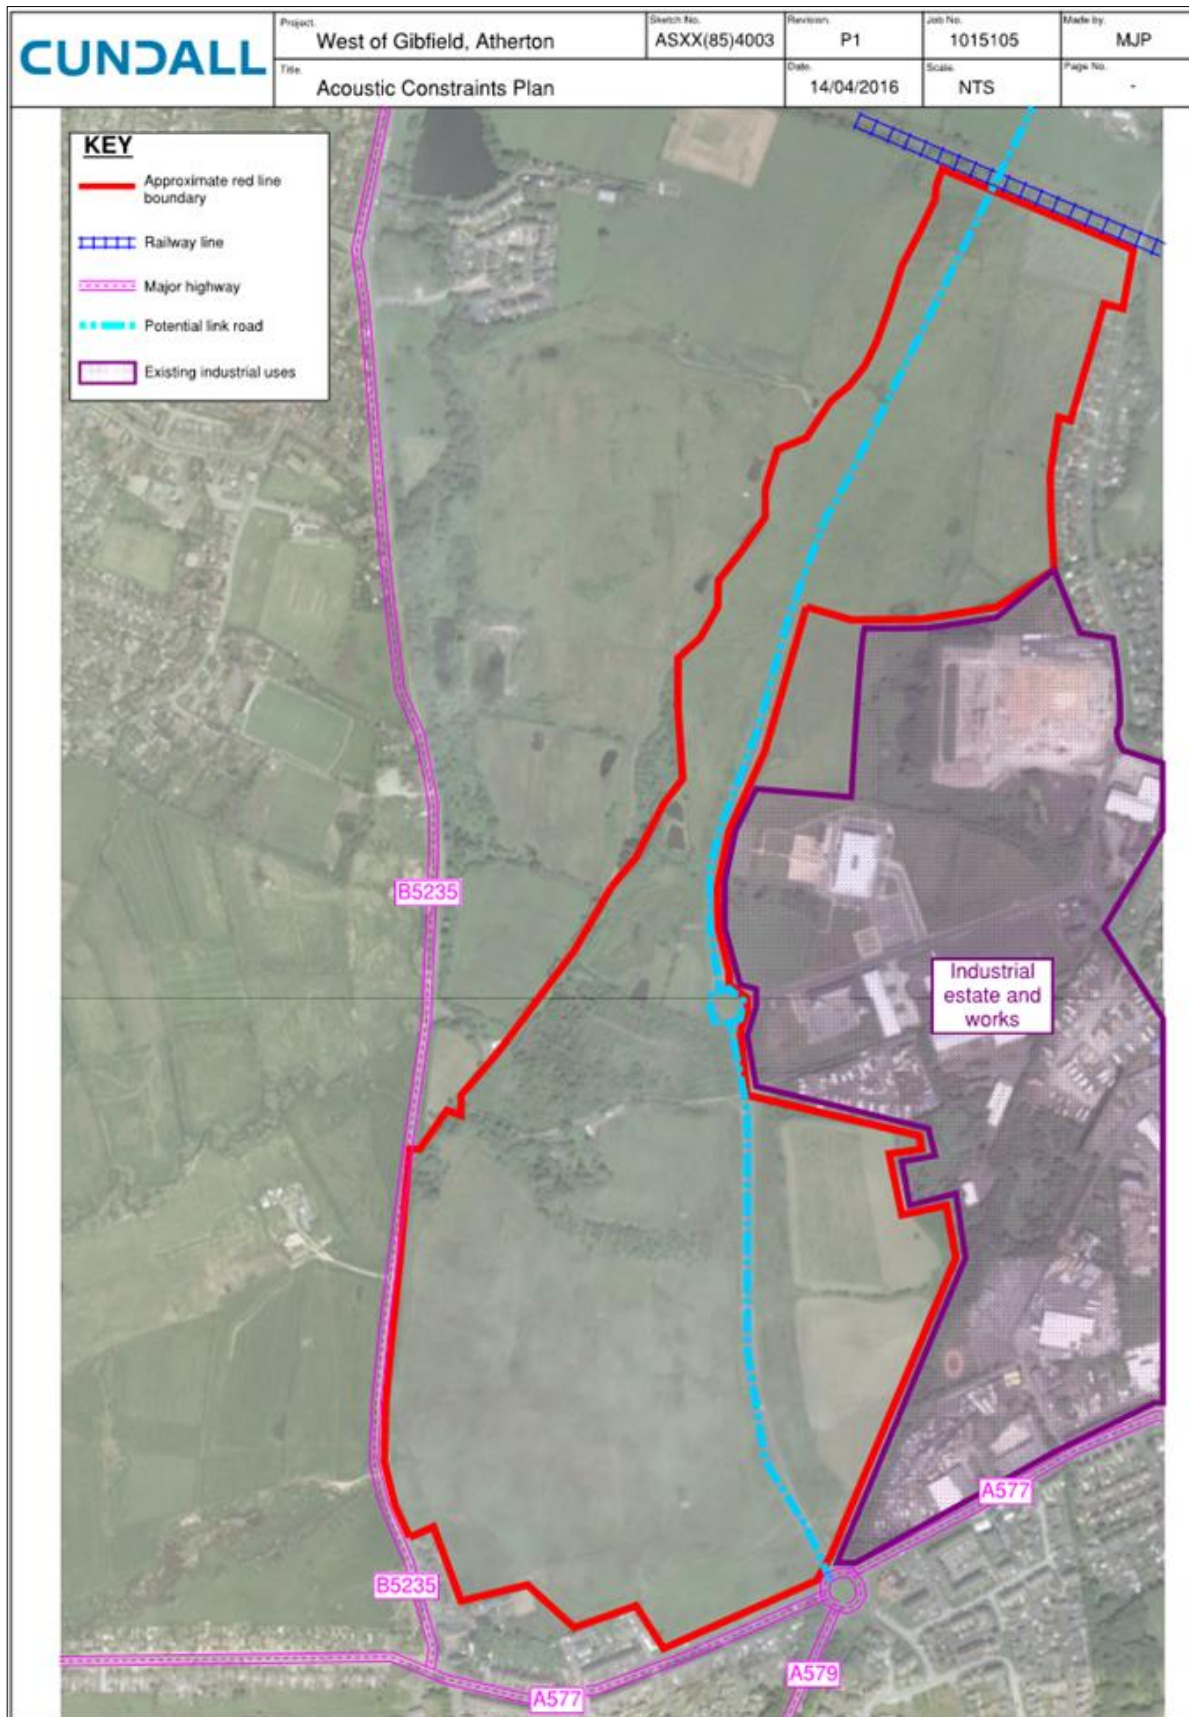 CUNDALL
Project.
West of Gibfield, Atherton
Sketch No.
ASXX(85)4003
Revision.
P1
Job No.
1015105
Made by.
MJP
Title.
Acoustic Constraints Plan
Date.
14/04/2016
Scale.
NTS
Page No.
-
KEY
Approximate red line
boundary
Railway line
Major highway
Potential link road
Existing industrial uses
B5235
Industrial
estate and
works
A577
B5235
A579
A577